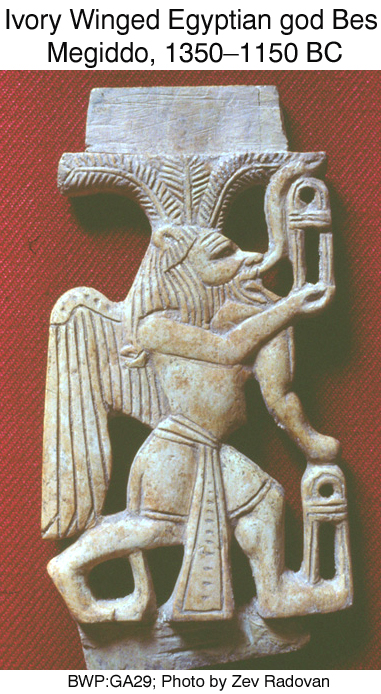 Ivory Winged Egyptian god Bes
Megiddo, 1350–1150 BC
BWP:GA29; Photo by Zev Radovan